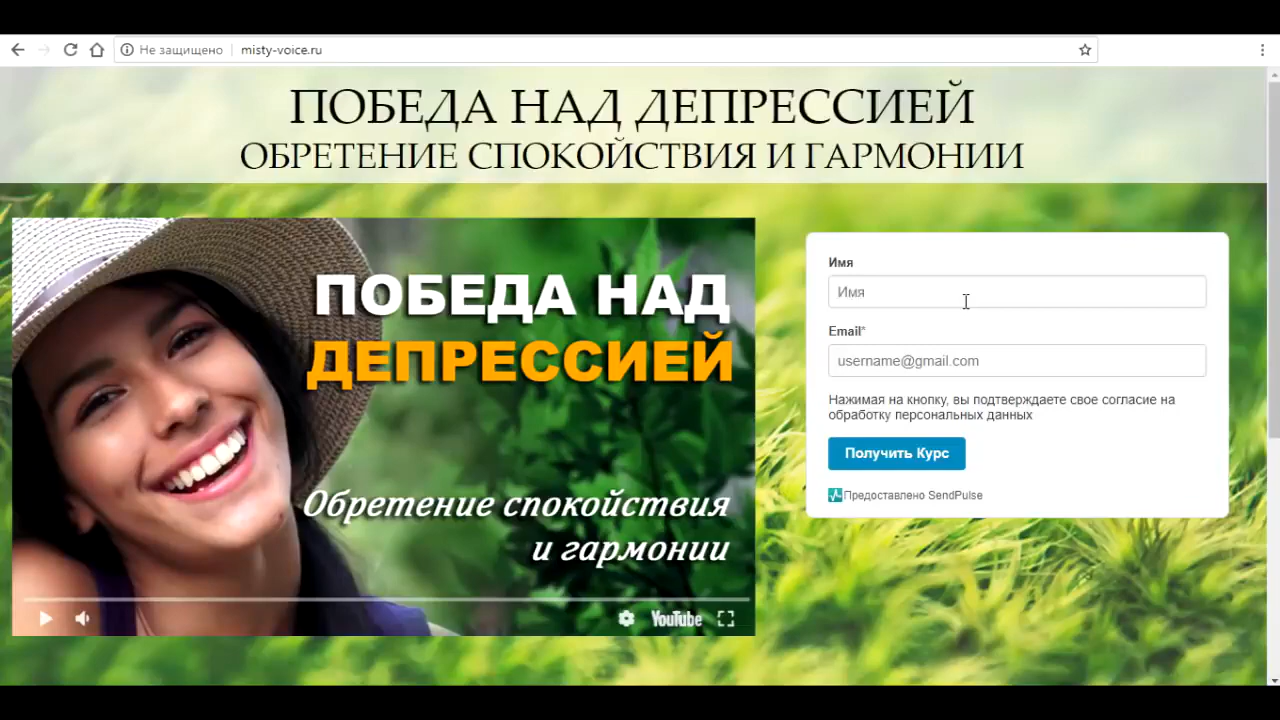 Не защищено
misty-voice.ru
ПОБЕДА НАД ДЕПРЕССИЕЙ
ОБРЕТЕНИЕ СПОКОЙСТВИЯ И ГАРМОНИИ
ПОБЕДА НАД
ДЕПРЕССИЕЙ
Обретение спокойствия
и гармонии
YouTube
Имя
Имя
Email*
username@gmail.com
Нажимая на кнопку, вы подтверждаете свое согласие на
обработку персональных данных
Получить Курс
Предоставлено SendPulse